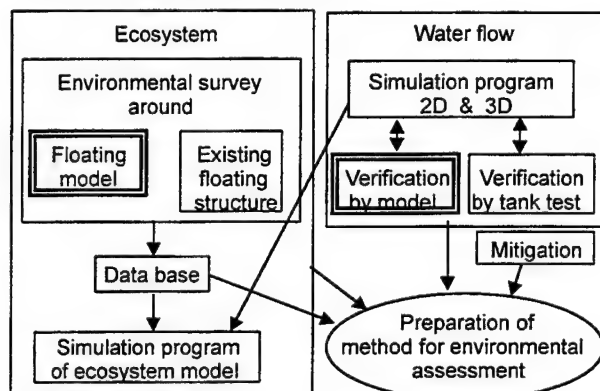 Ecosystem
Environmental survey
around
Floating
model
Existing
floating
structure
Data base
Simulation program
of ecosystem model
Water flow
Simulation program
2D & 3D
Verification
by model
Verification
by tank test
Mitigation
Preparation of
method for environmental
assessment